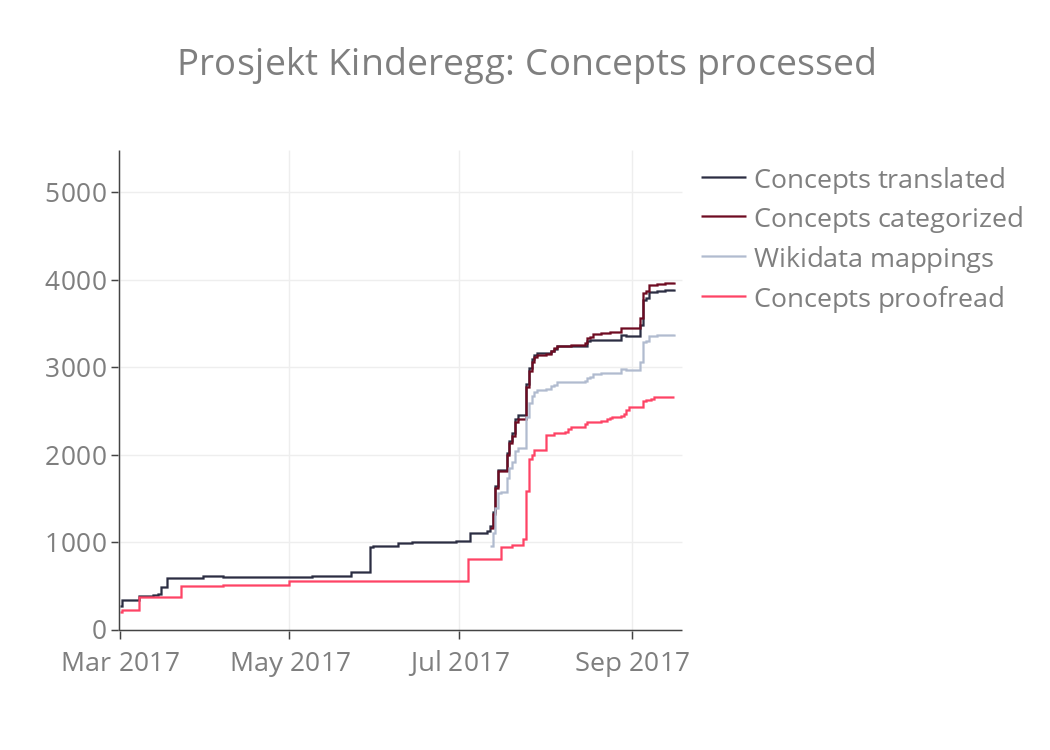 Prosjekt Kinderegg: Concepts processed
Concepts translated
Concepts categorized
Wikidata mappings
Concepts proofread
5000
4000
3000
2000
1000
0
Mar 2017 May 2017 Jul 2017 Sep 2017